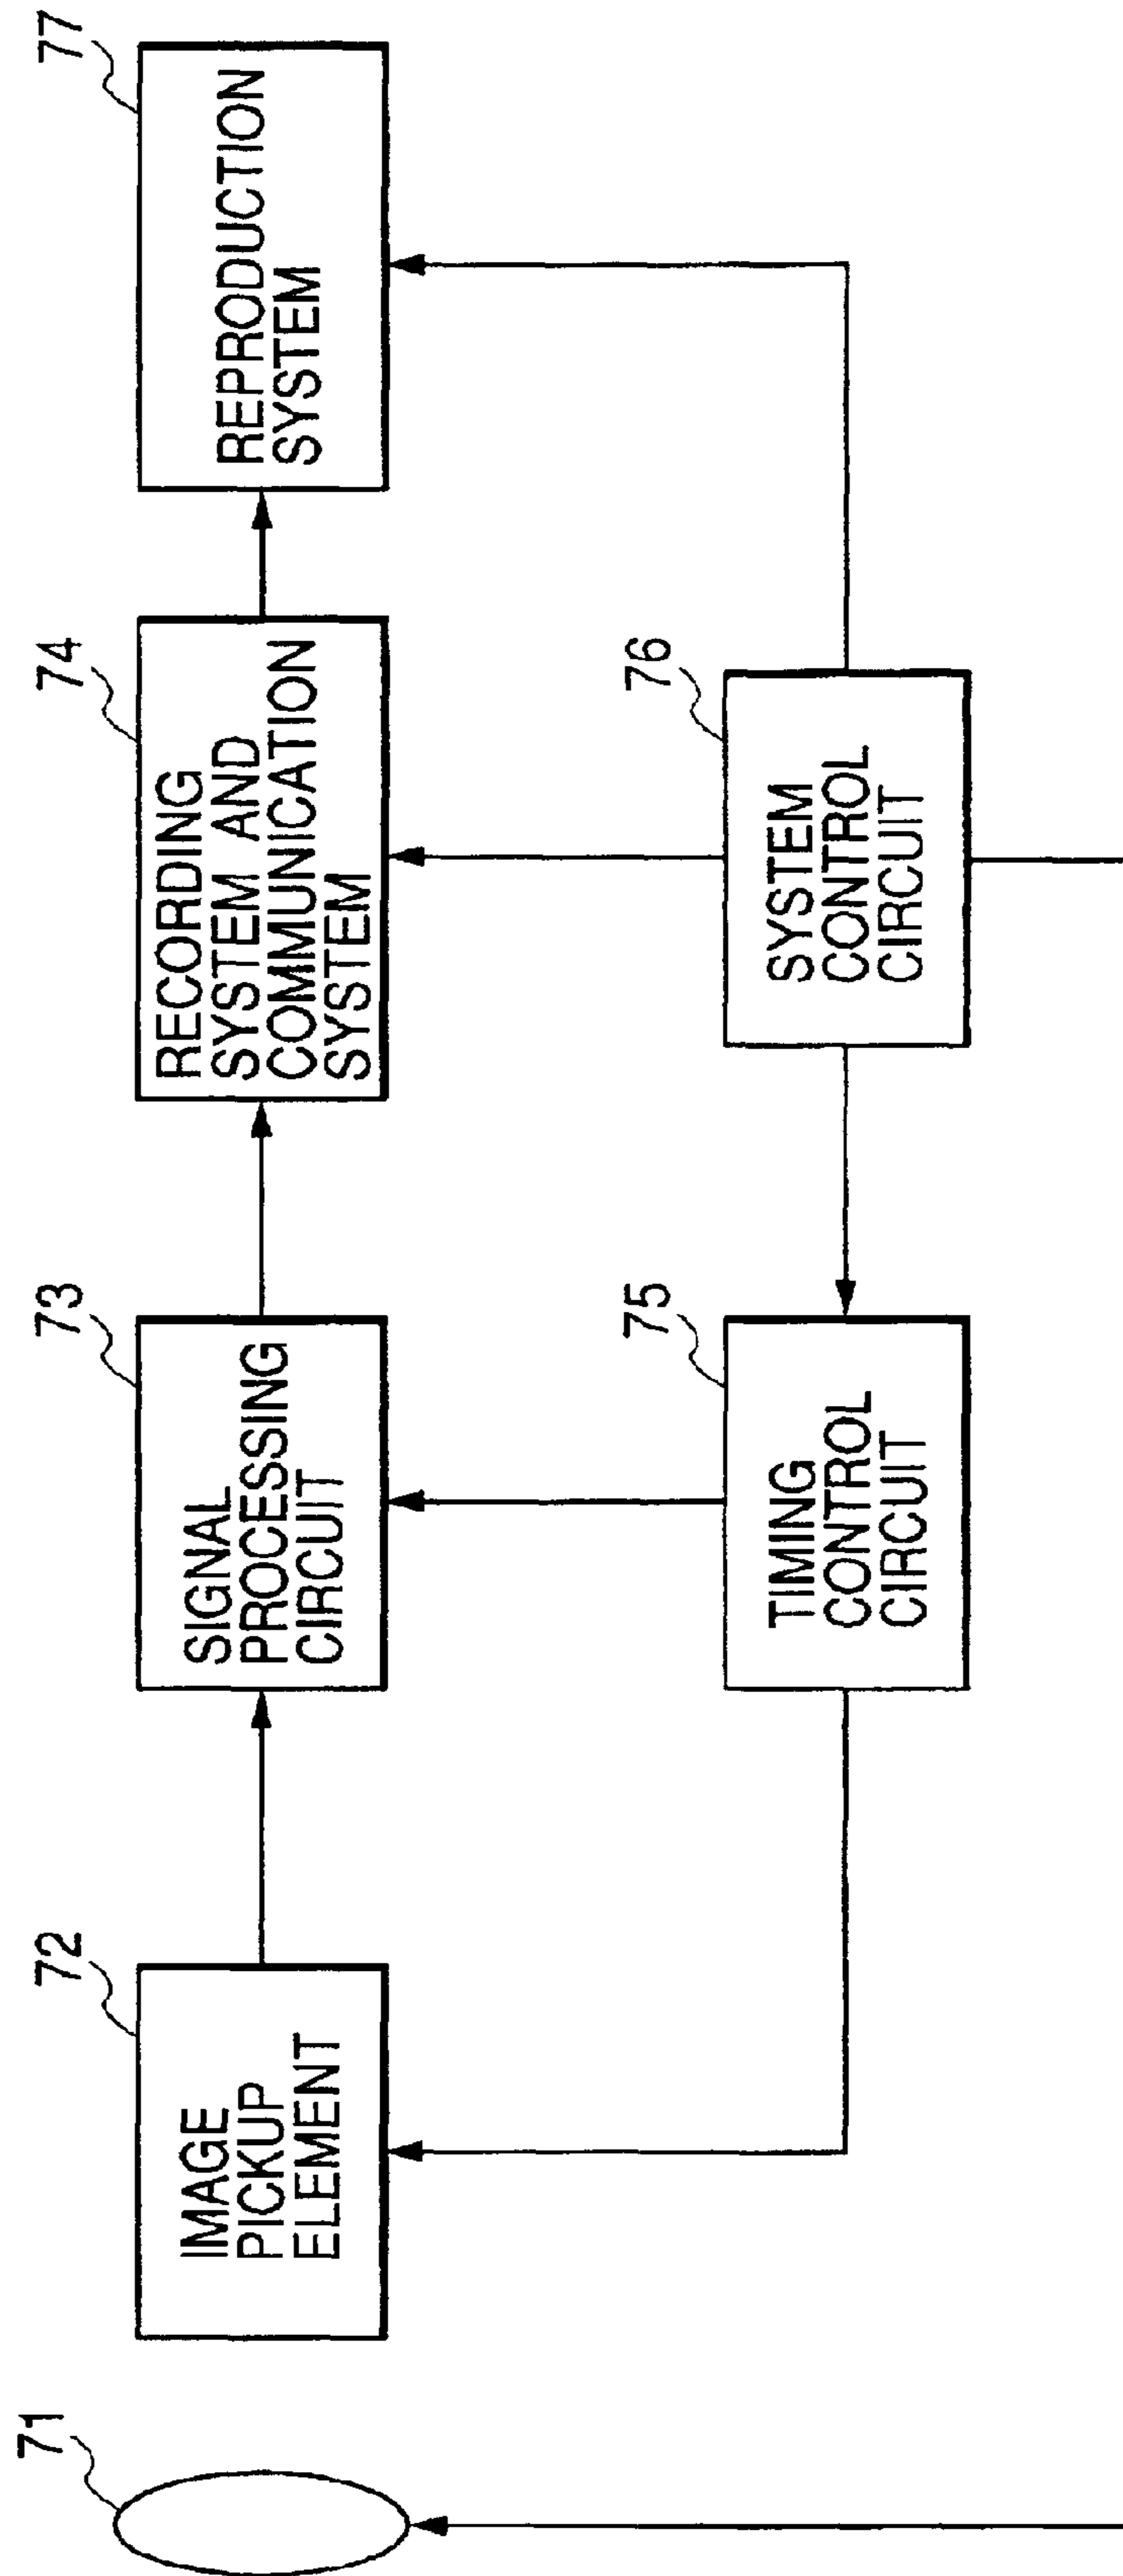 71
72
IMAGE
PICKUP
ELEMENT
73
SIGNAL
PROCESSING
CIRCUIT
74
RECORDING
SYSTEM AND
COMMUNICATION
SYSTEM
77
REPRODUCTION
SYSTEM
75
TIMING
CONTROL
CIRCUIT
76
SYSTEM
CONTROL
CIRCUIT